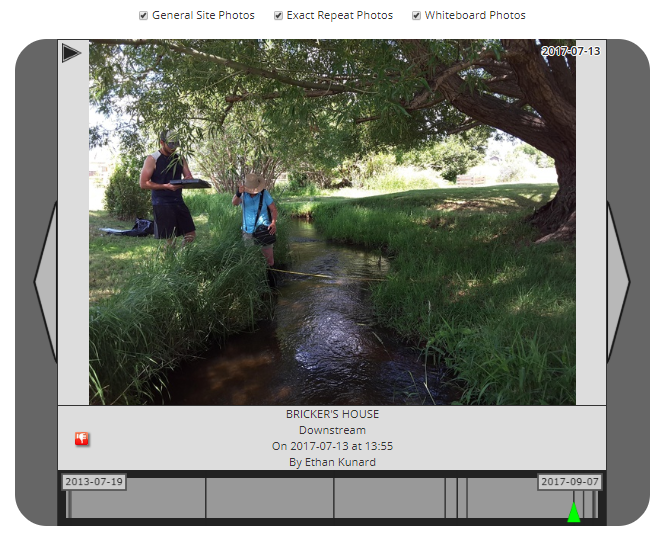 General Site Photos Exact Repeat Photos Whiteboard Photos
2017-07-13
BRICKER'S HOUSE
Downstream
On 2017-07-13 at 13:55
By Ethan Kunard
2013-07-19 2017-09-07